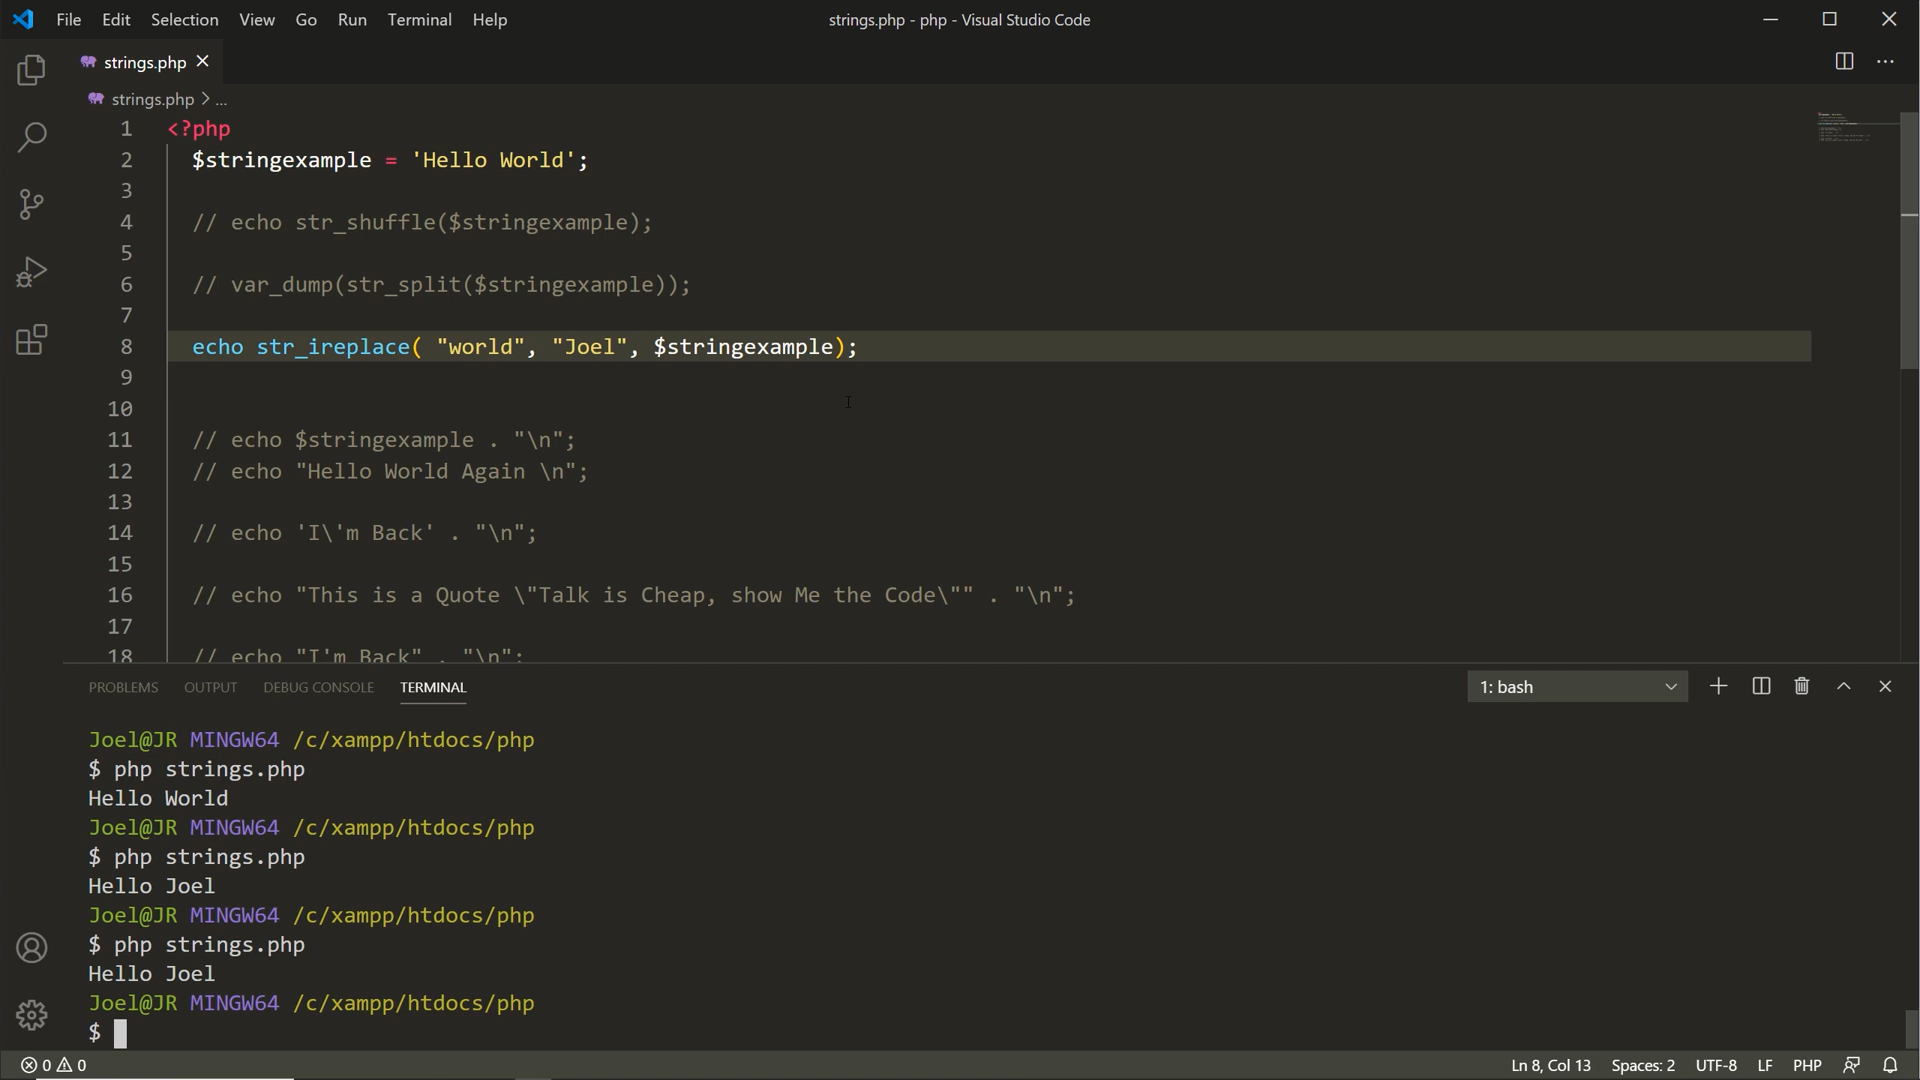 File Edit Selection View Go Run Terminal Help strings.php - php - Visual Studio Code
strings.php
strings.php > ...
1 <?php
2 $stringexample = 'Hello World';
3
4 // echo str_shuffle($stringexample);
5
6 // var_dump(str_split($stringexample));
7
8 echo str_ireplace( "world", "Joel", $stringexample);
9
10
11 // echo $stringexample . "\n";
12 // echo "Hello World Again \n";
13
14 // echo 'I\'m Back' . "\n";
15
16 // echo "This is a Quote \"Talk is Cheap, show Me the Code\"" . "\n";
17
18 // echo "I'm Back" . "\n";
PROBLEMS OUTPUT DEBUG CONSOLE TERMINAL 1: bash
Joel@JR MINGW64 /c/xampp/htdocs/php
$ php strings.php
Hello World
Joel@JR MINGW64 /c/xampp/htdocs/php
$ php strings.php
Hello Joel
Joel@JR MINGW64 /c/xampp/htdocs/php
$ php strings.php
Hello Joel
Joel@JR MINGW64 /c/xampp/htdocs/php
$
0 0 Ln 8, Col 13 Spaces: 2 UTF-8 LF PHP